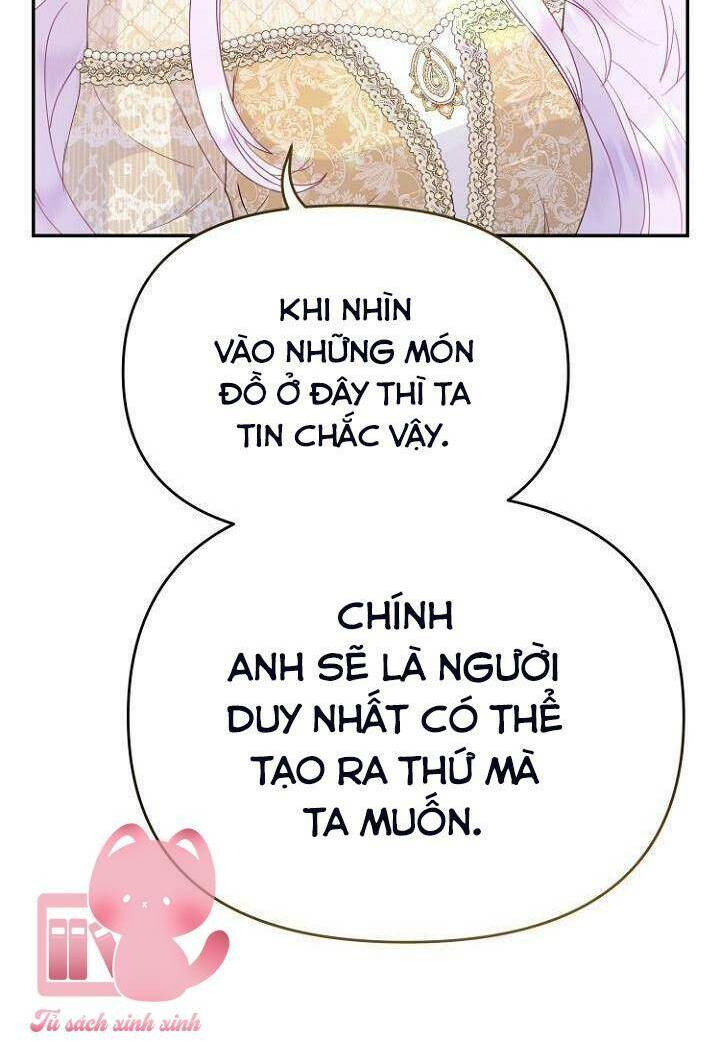 KHI NHÌN
VÀO NHỮNG MÓN
ĐỒ Ở ĐÂY THÌ TA
TIN CHẮC VẬY.
CHÍNH
ANH SẼ LÀ NGƯỜI
DUY NHẤT CÓ THỂ
TẠO RA THỨ MÀ
TA MUỐN.
Tủ sách xinh xinh